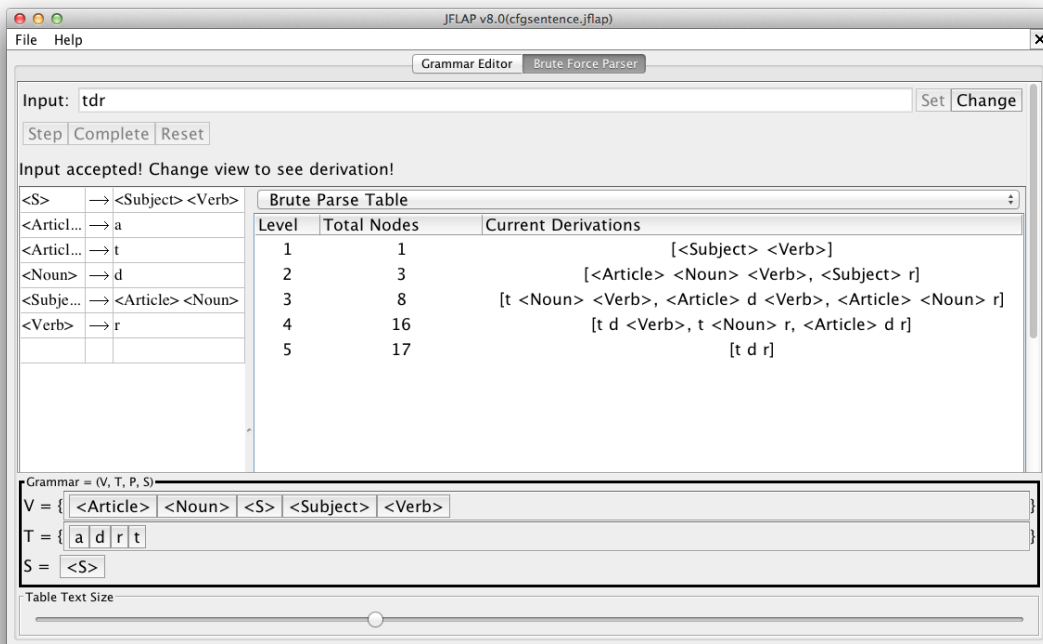 JFLAP v8.0(cfgsentence.jflap)
File Help
Grammar Editor Brute Force Parser
Input: tdr Set Change
Step Complete Reset
Input accepted! Change view to see derivation!
<S> → <Subject> <Verb>
<Articl... → a
<Articl... → t
<Noun> → d
<Subje... → <Article> <Noun>
<Verb> → r
Brute Parse Table
Level Total Nodes Current Derivations
1 1 [<Subject> <Verb>]
2 3 [<Article> <Noun> <Verb>, <Subject> r]
3 8 [t <Noun> <Verb>, <Article> d <Verb>, <Article> <Noun> r]
4 16 [t d <Verb>, t <Noun> r, <Article> d r]
5 17 [t d r]
Grammar = (V, T, P, S)
V = { <Article> <Noun> <S> <Subject> <Verb> }
T = { a d r t }
S = <S>
Table Text Size